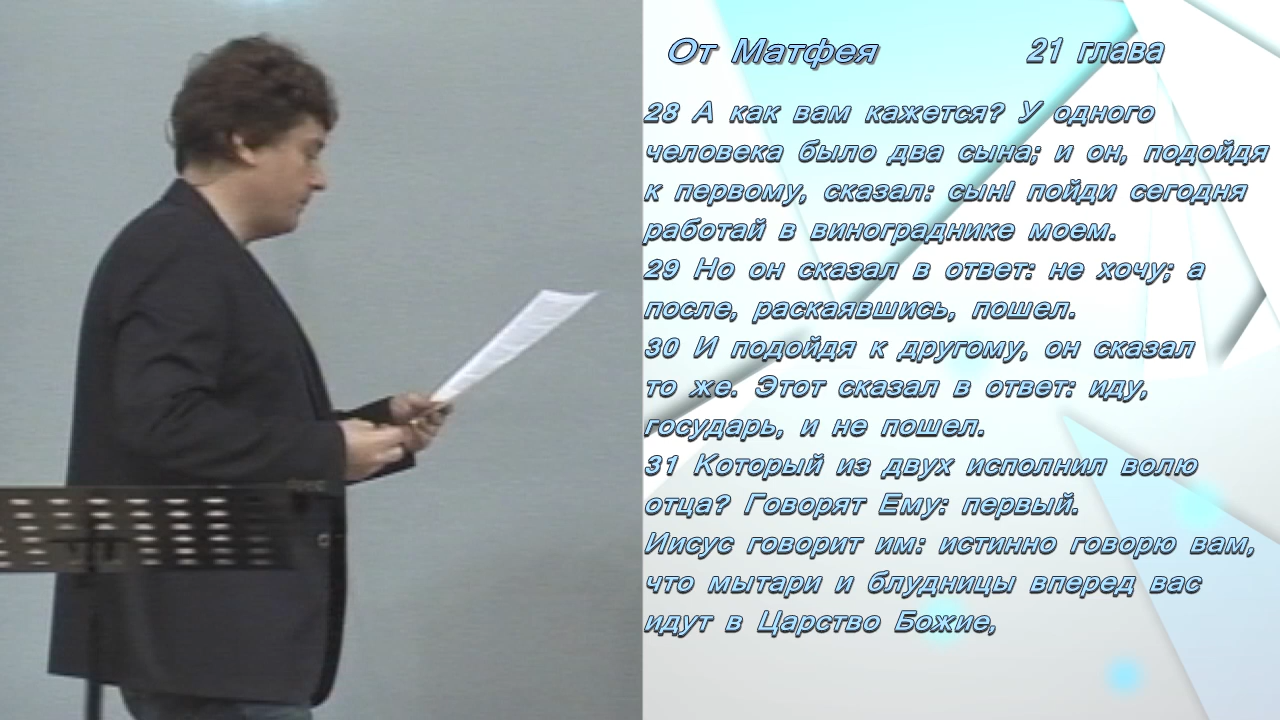 От Матфея 21 глава
28 А как вам кажется? У одного
человека было два сына; и он, подойдя
к первому, сказал: сын! пойди сегодня
работай в винограднике моем.
29 Но он сказал в ответ: не хочу; а
после, раскаявшись, пошел.
30 И подойдя к другому, он сказал
то же. Этот сказал в ответ: иду,
государь, и не пошел.
31 Который из двух исполнил волю
отца? Говорят Ему: первый.
Иисус говорит им: истинно говорю вам,
что мытари и блудницы вперед вас
идут в Царство Божие,